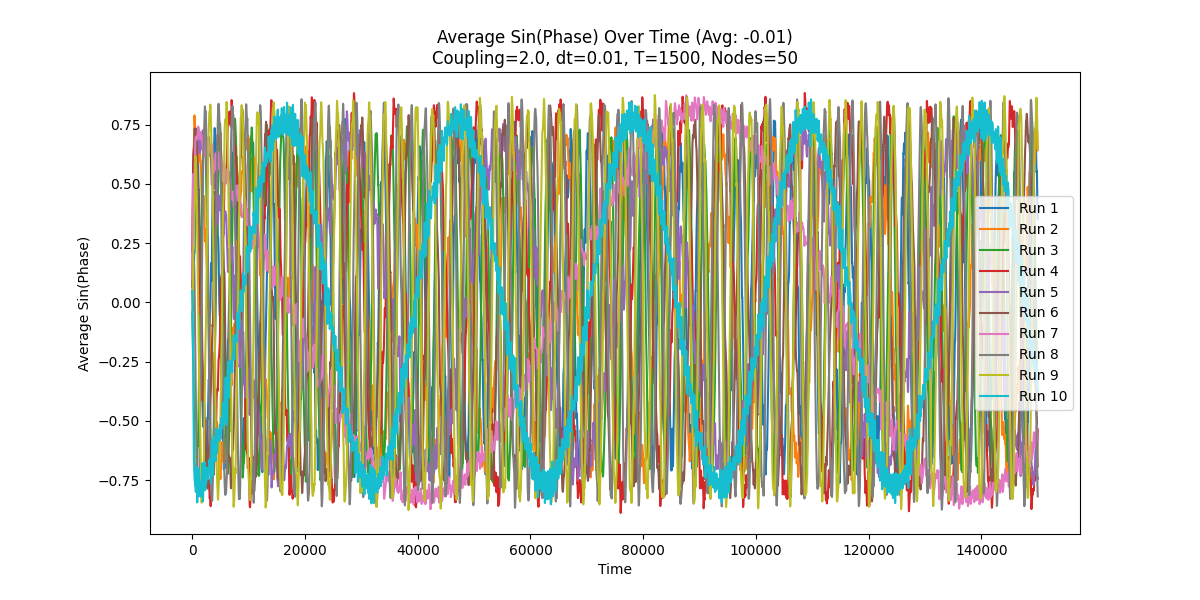 Average Sin(Phase) Over Time (Avg: -0.01)
Coupling=2.0, dt=0.01, T=1500, Nodes=50
Average Sin(Phase)
0.75
0.50
0.25
0.00
−0.25
−0.50
−0.75
Run 1
Run 2
Run 3
Run 4
Run 5
Run 6
Run 7
Run 8
Run 9
Run 10
0 20000 40000 60000 80000 100000 120000 140000
Time